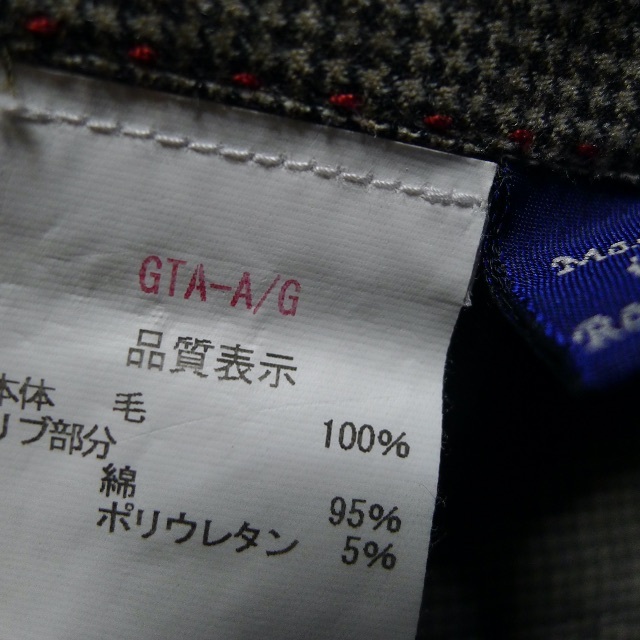 GTA-A/G
品質表示
本体 毛 100%
リブ部分
綿 95%
ポリウレタン 5%